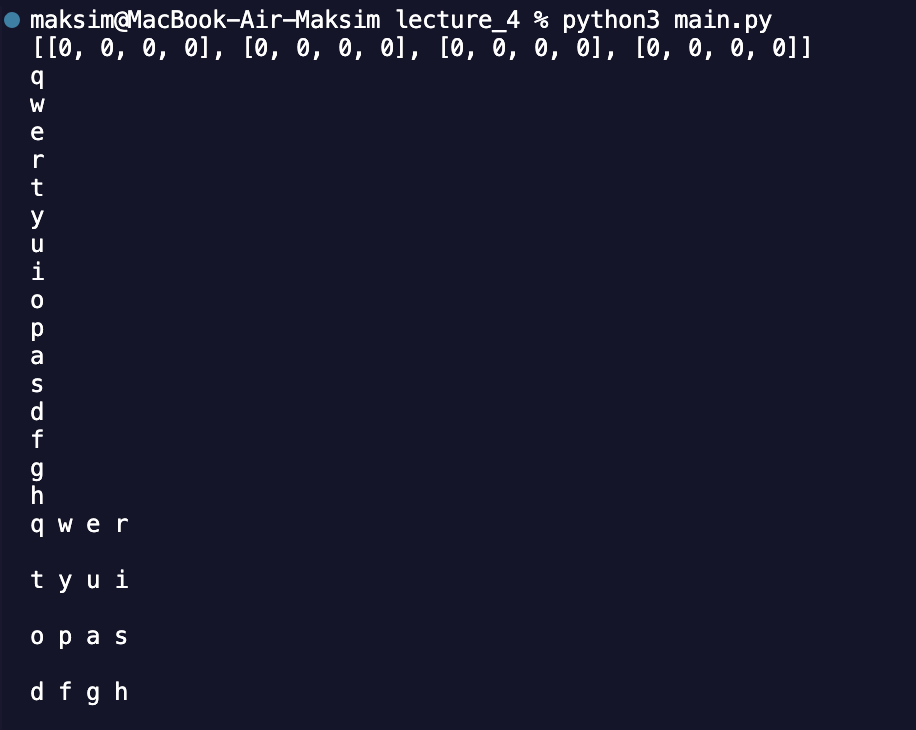 maksim@MacBook-Air-Maksim lecture_4 % python3 main.py
[[0, 0, 0, 0], [0, 0, 0, 0], [0, 0, 0, 0], [0, 0, 0, 0]]
q
w
e
r
t
y
u
i
o
p
a
s
d
f
g
h
q w e r
t y u i
o p a s
d f g h